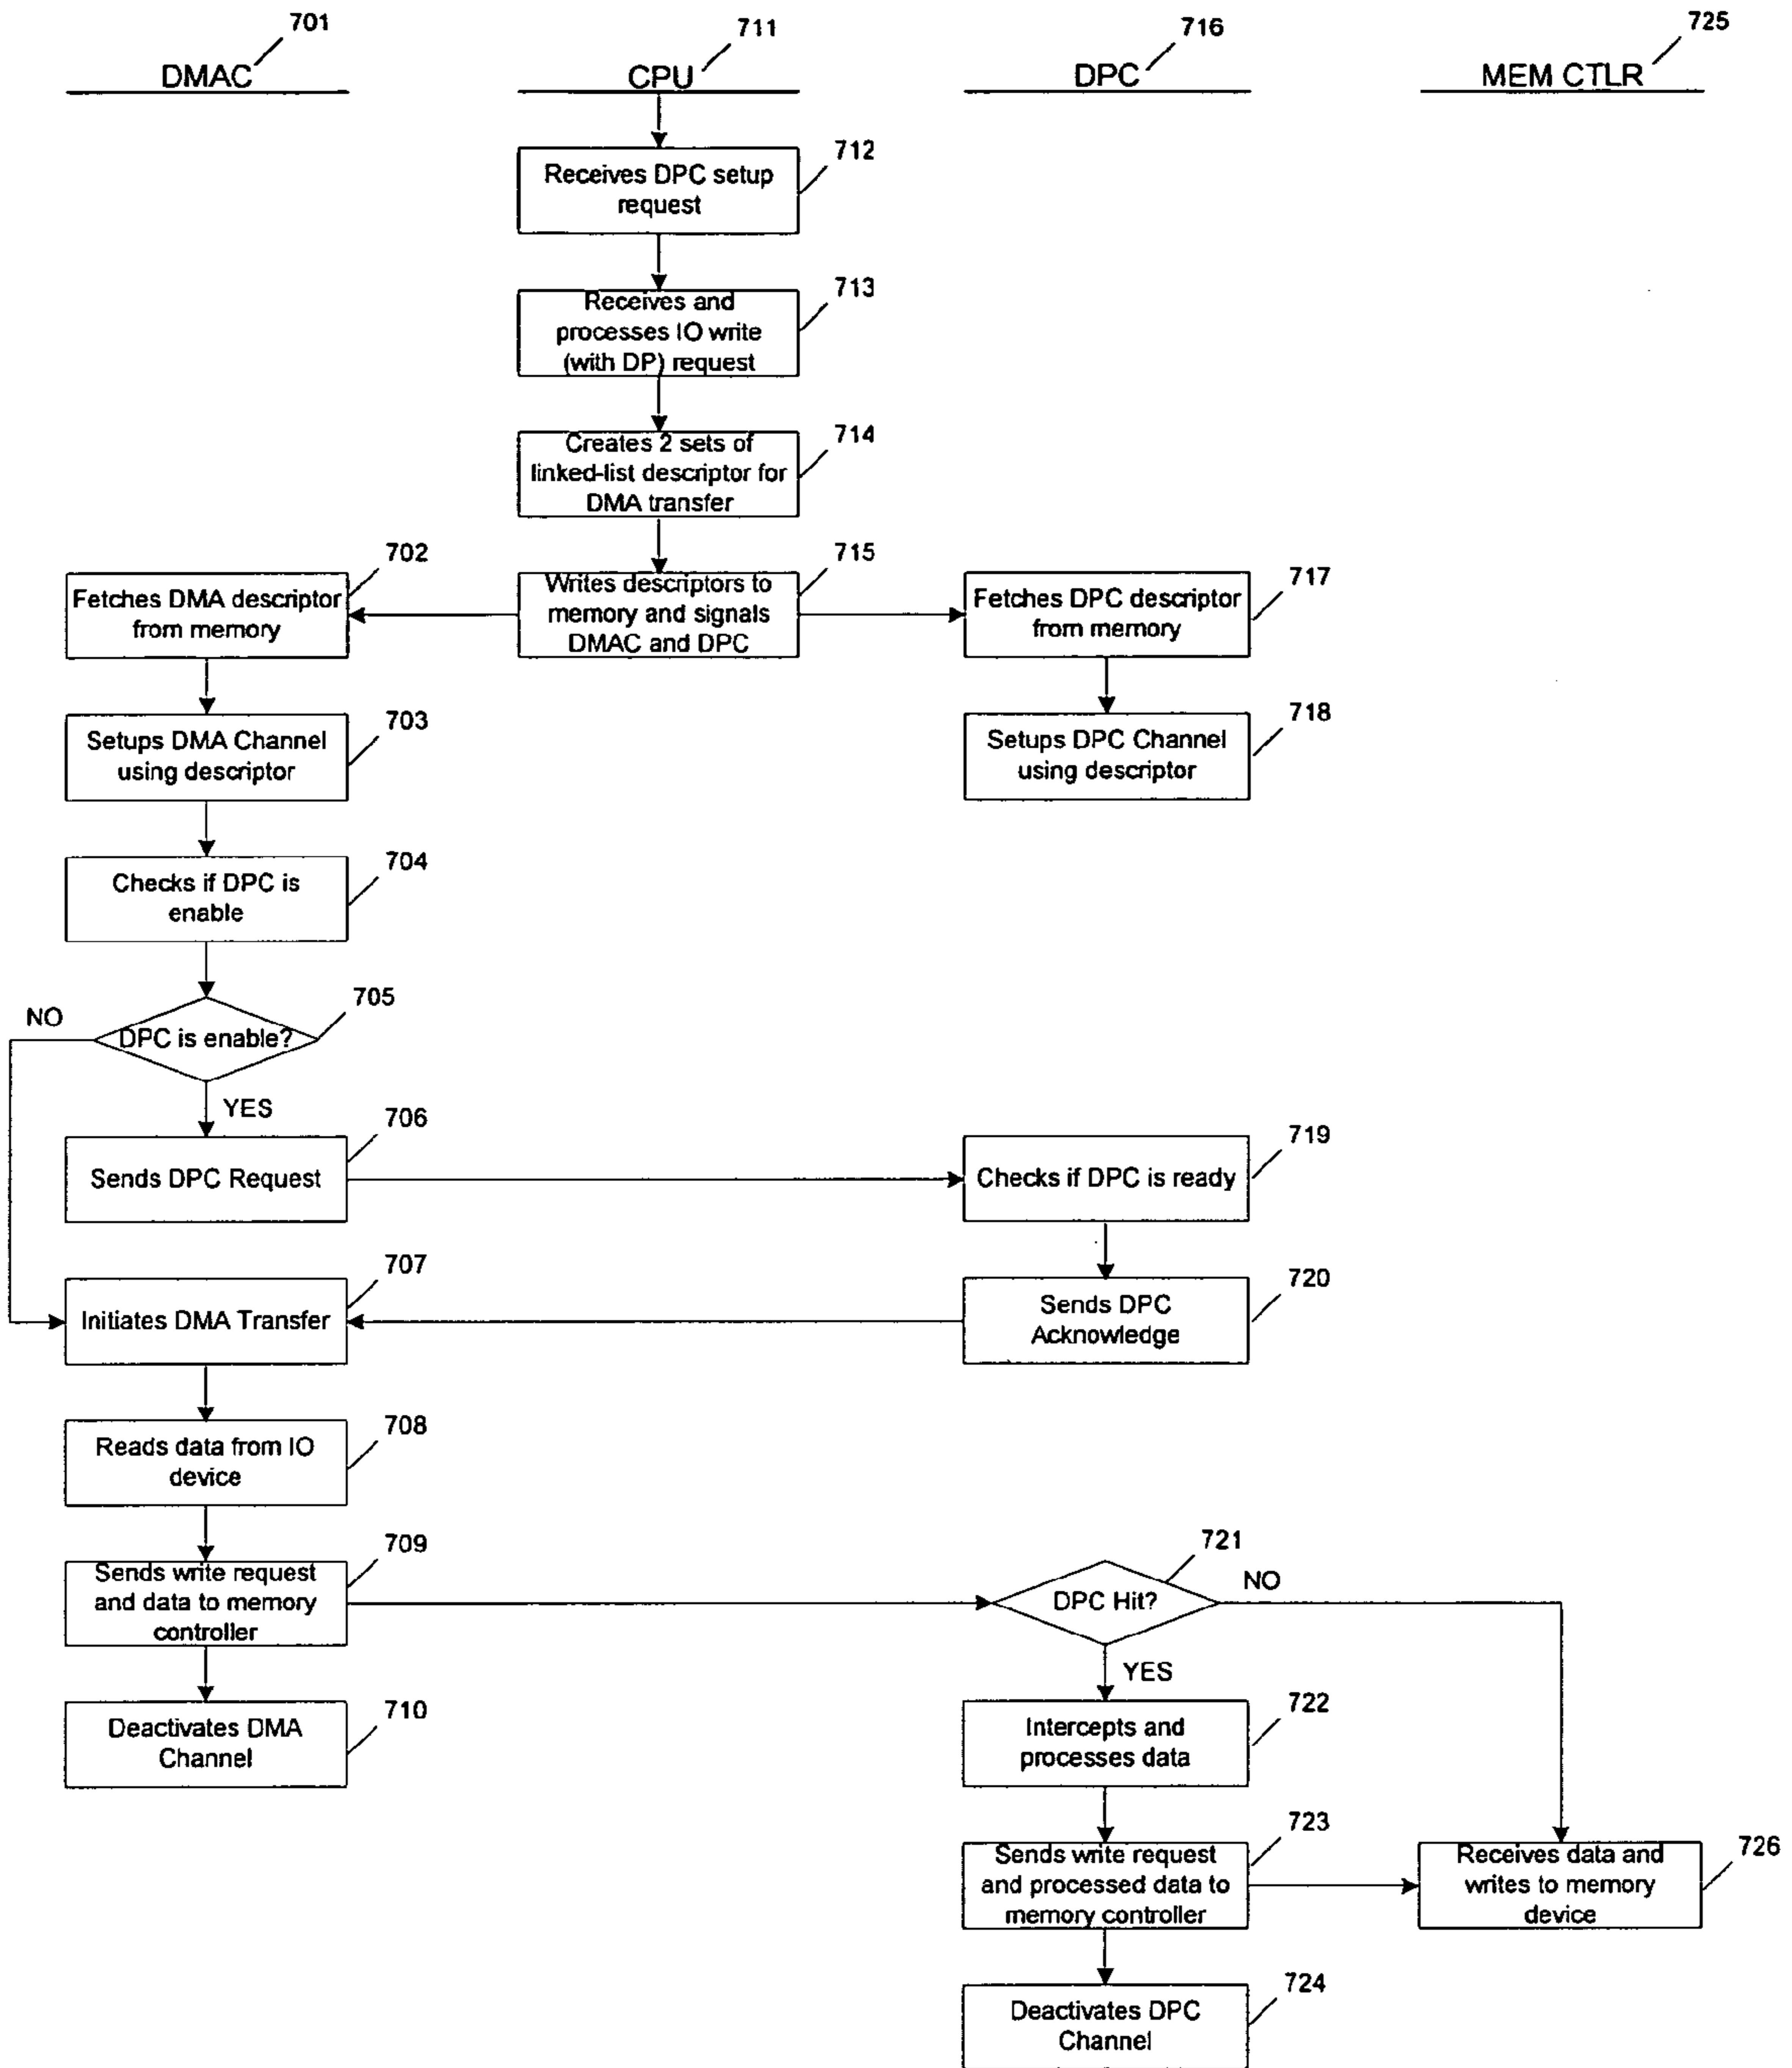 701
711
716
725
DMAC
CPU
DPC
MEM CTLR
712
Receives DPC setup
request
713
Receives and
processes IO write
(with DP) request
714
Creates 2 sets of
linked-list descriptor for
DMA transfer
702
715
717
Fetches DMA descriptor
from memory
Writes descriptors to
memory and signals
DMAC and DPC
Fetches DPC descriptor
from memory
703
718
Setups DMA Channel
using descriptor
Setups DPC Channel
using descriptor
704
Checks if DPC is
enable
705
NO
DPC is enable?
YES
706
719
Sends DPC Request
Checks if DPC is ready
707
720
Initiates DMA Transfer
Sends DPC
Acknowledge
708
Reads data from IO
device
709
721
Sends write request
and data to memory
controller
DPC Hit?
NO
YES
710
722
Deactivates DMA
Channel
Intercepts and
processes data
723
726
Sends write request
and processed data to
memory controller
Receives data and
writes to memory
device
724
Deactivates DPC
Channel